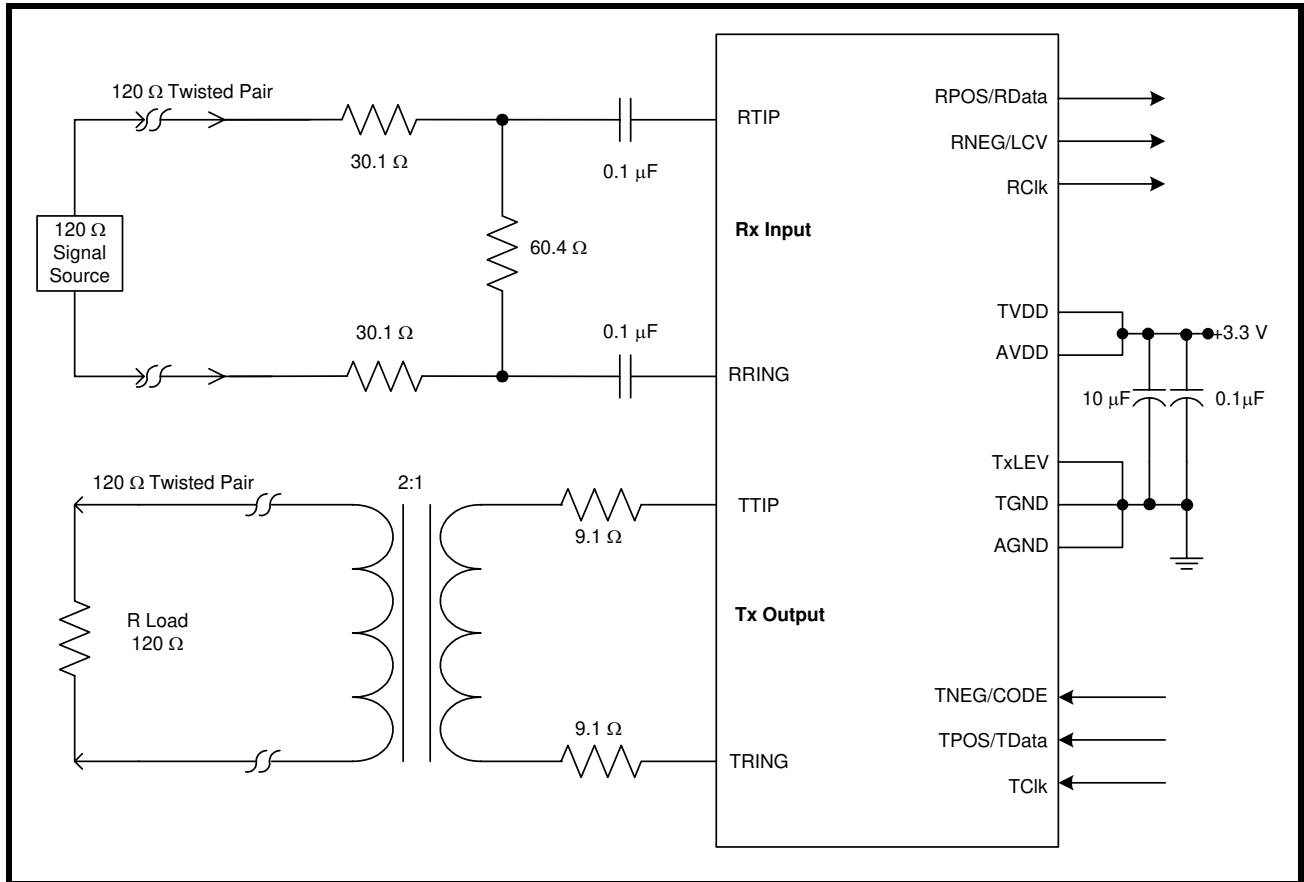 120 Ω Twisted Pair
30.1 Ω
0.1 μF
RTIP
120 Ω
Signal
Source
60.4 Ω
Rx Input
30.1 Ω
0.1 μF
RRING
120 Ω Twisted Pair
2:1
9.1 Ω
TTIP
R Load
120 Ω
Tx Output
9.1 Ω
TRING
RPOS/RData
RNEG/LCV
RClk
TVDD
AVDD
+3.3 V
10 μF
0.1μF
TxLEV
TGND
AGND
TNEG/CODE
TPOS/TData
TClk